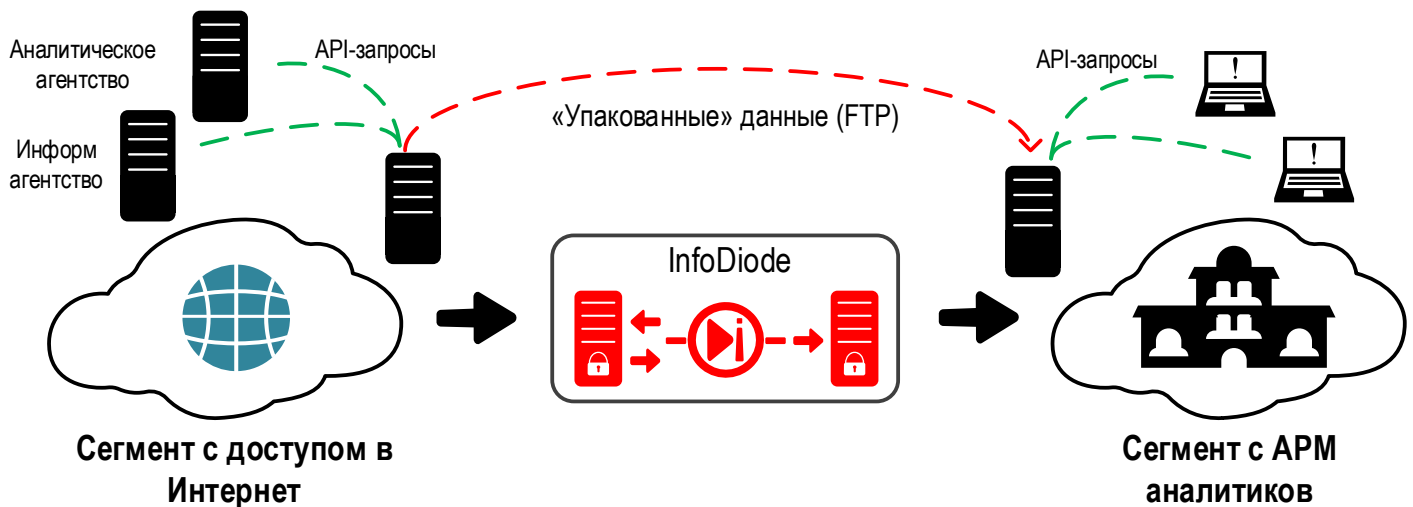 Аналитическое
агентство
API-запросы
Информ
агентство
«Упакованные» данные (FTP)
API-запросы
InfoDiode
Сегмент с доступом в
Интернет
Сегмент с АРМ
аналитиков